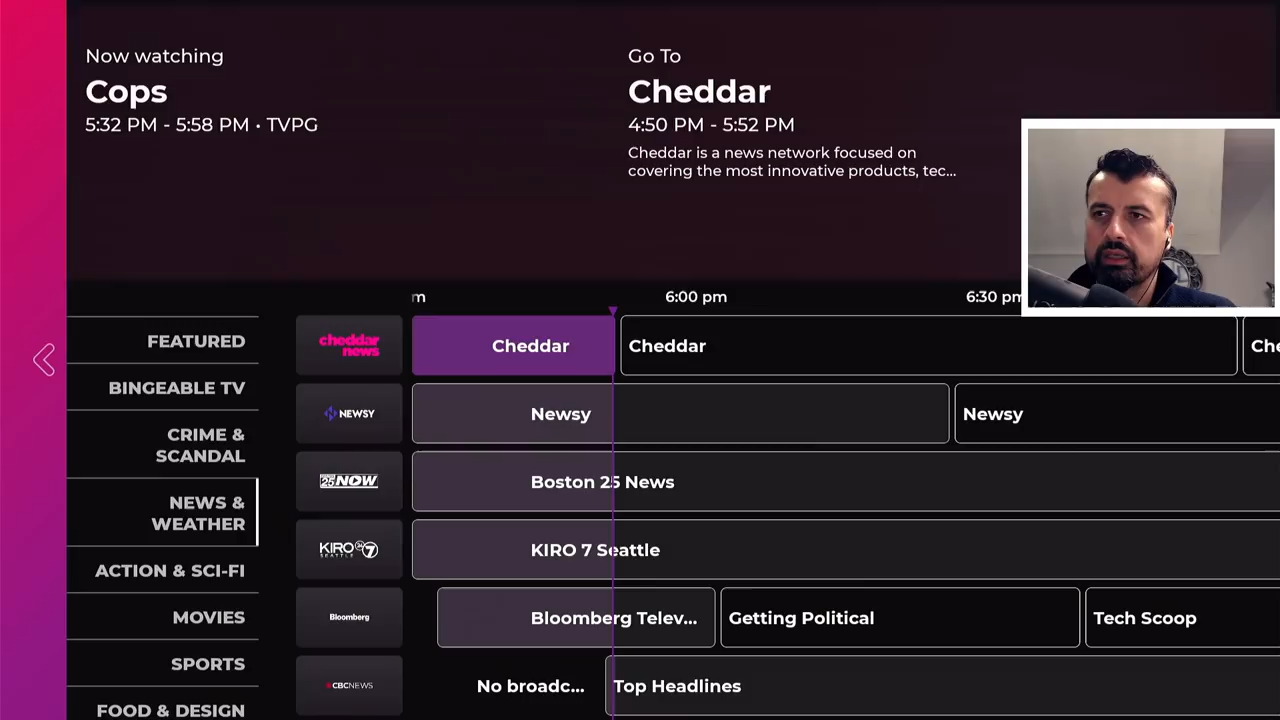 Now watching
Cops
5:32 PM - 5:58 PM • TVPG
Go To
Cheddar
4:50 PM - 5:52 PM
Cheddar is a news network focused on
covering the most innovative products, tec...
m
6:00 pm
6:30 pm
FEATURED
BINGEABLE TV
CRIME &
SCANDAL
NEWS &
WEATHER
ACTION & SCI-FI
MOVIES
SPORTS
FOOD & DESIGN
cheddar
news
Cheddar
Cheddar
Che
NEWSY
Newsy
Newsy
25 NOW
Boston 25 News
KIRO 7
SEATTLE
KIRO 7 Seattle
Bloomberg
Bloomberg Telev...
Getting Political
Tech Scoop
CBCNEWS
No broadc...
Top Headlines